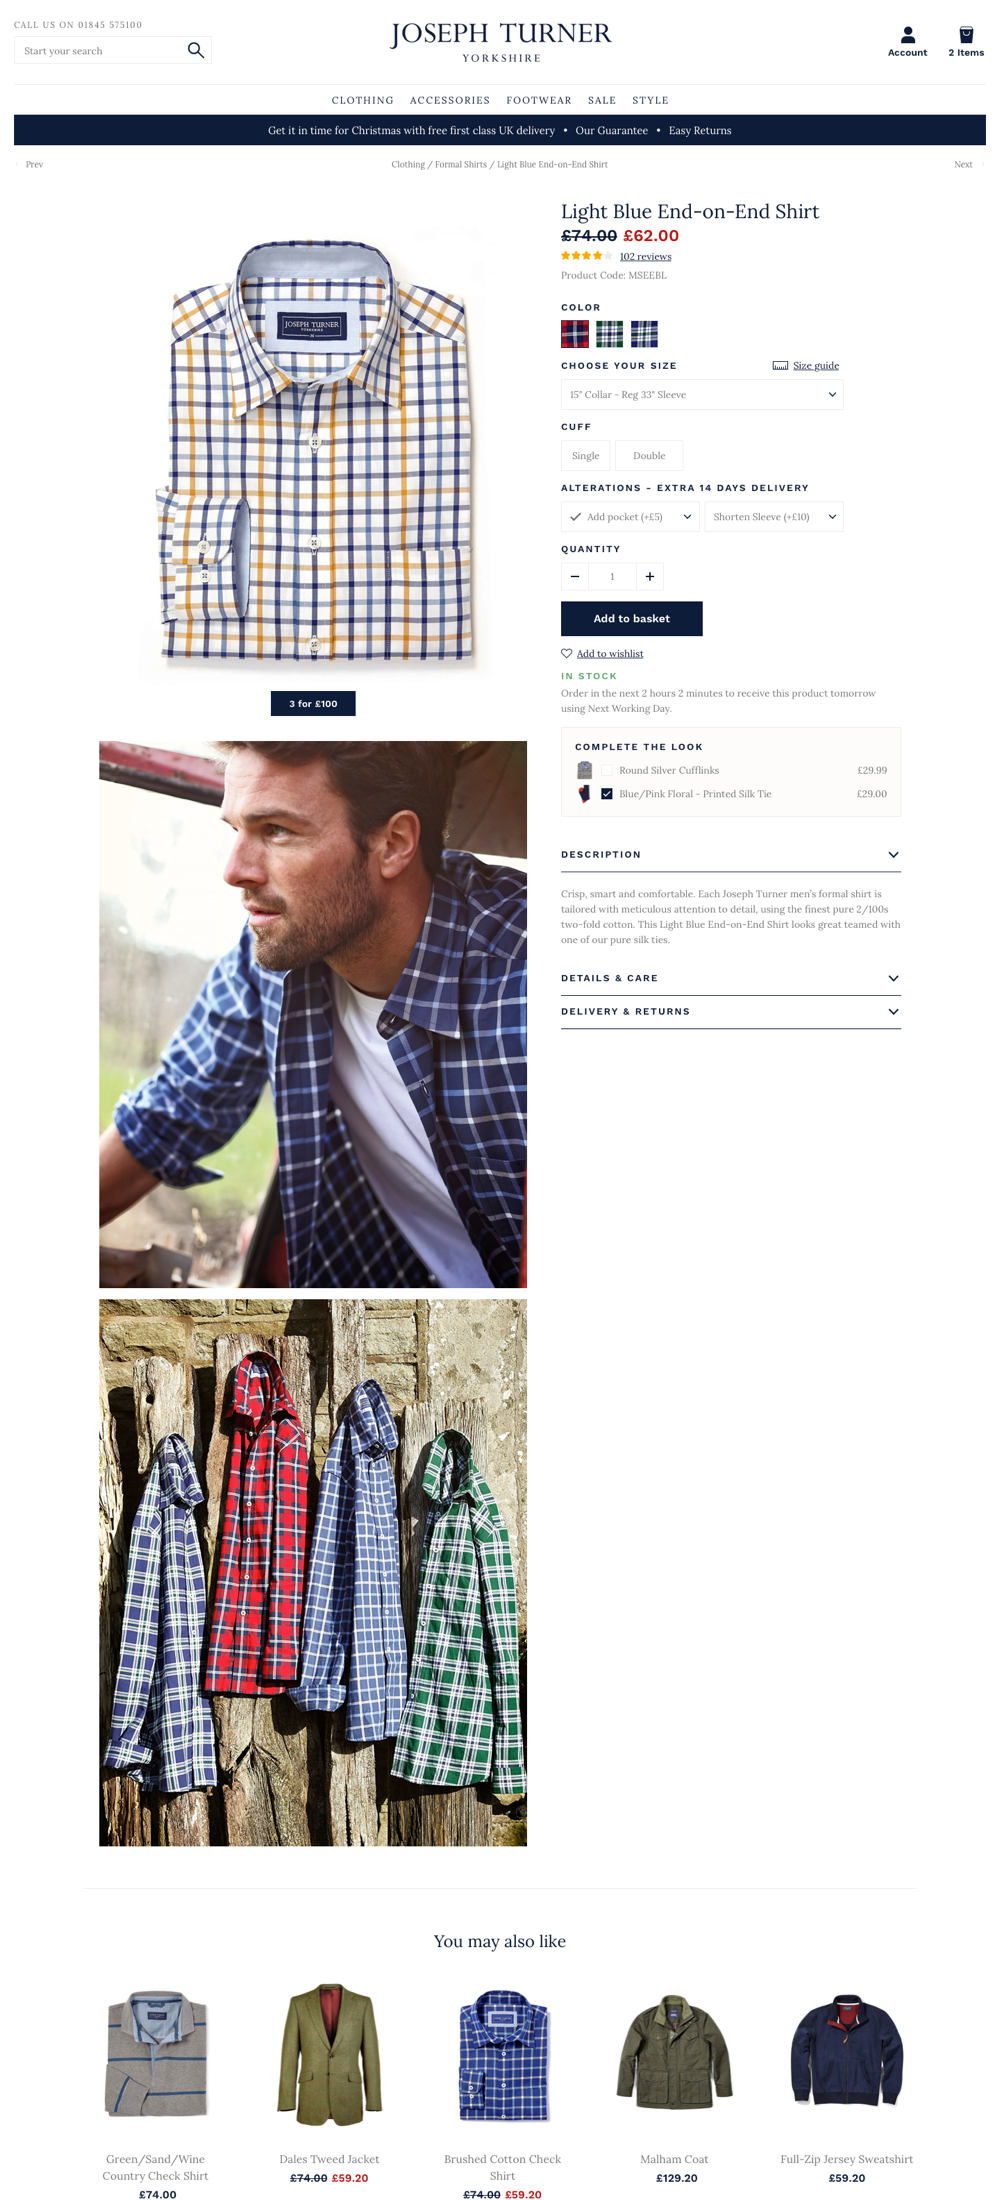 CALL US ON 01845 575100
Start your search
JOSEPH TURNER
YORKSHIRE
Account
2 Items
CLOTHING ACCESSORIES FOOTWEAR SALE STYLE
Get it in time for Christmas with free first class UK delivery • Our Guarantee • Easy Returns
Prev
Clothing / Formal Shirts / Light Blue End-on-End Shirt
Next
JOSEPH TURNER
YORKSHIRE
3 for £100
Light Blue End-on-End Shirt
£74.00 £62.00
102 reviews
Product Code: MSEEBL
COLOR
CHOOSE YOUR SIZE
Size guide
15" Collar - Reg 33" Sleeve
CUFF
Single
Double
ALTERATIONS - EXTRA 14 DAYS DELIVERY
Add pocket (+£5)
Shorten Sleeve (+£10)
QUANTITY
1
Add to basket
Add to wishlist
IN STOCK
Order in the next 2 hours 2 minutes to receive this product tomorrow
using Next Working Day.
COMPLETE THE LOOK
Round Silver Cufflinks £29.99
Blue/Pink Floral - Printed Silk Tie £29.00
DESCRIPTION
Crisp, smart and comfortable. Each Joseph Turner men's formal shirt is
tailored with meticulous attention to detail, using the finest pure 2/100s
two-fold cotton. This Light Blue End-on-End Shirt looks great teamed with
one of our pure silk ties.
DETAILS & CARE
DELIVERY & RETURNS
You may also like
Green/Sand/Wine
Country Check Shirt
£74.00
Dales Tweed Jacket
£74.00 £59.20
Brushed Cotton Check
Shirt
£74.00 £59.20
Malham Coat
£129.20
Full-Zip Jersey Sweatshirt
£59.20